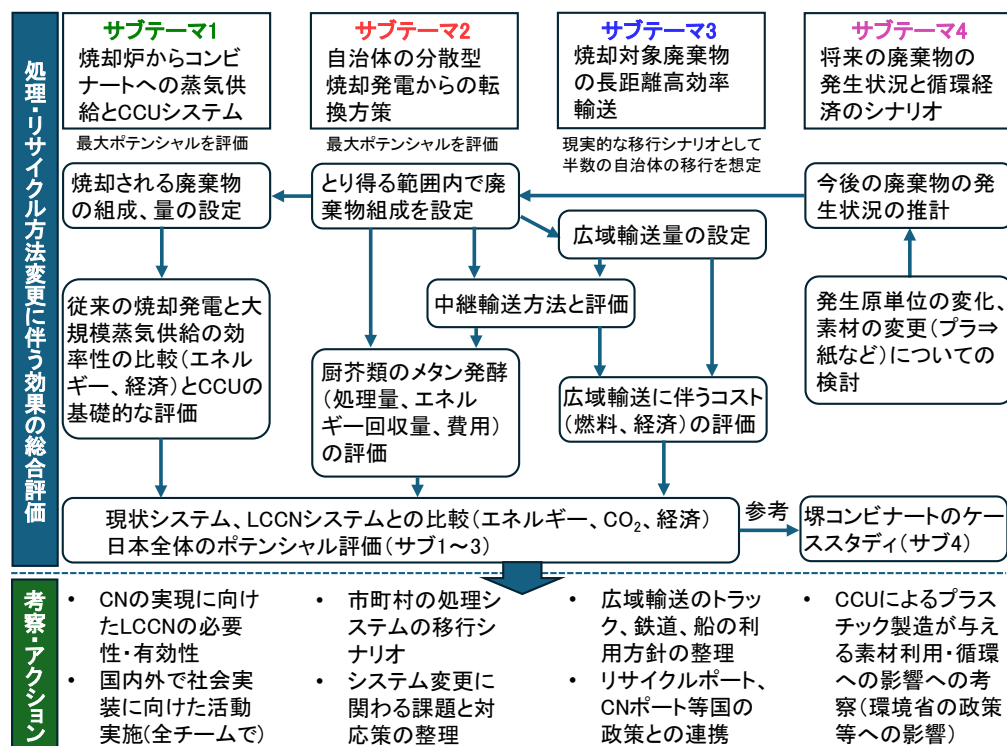 処理・リサイクル方法変更に伴う効果の総合評価
サブテーマ1
焼却炉からコンビ
ナートへの蒸気供
給とCCUシステム
最大ポテンシャルを評価
サブテーマ2
自治体の分散型
焼却発電からの転
換方策
最大ポテンシャルを評価
サブテーマ3
焼却対象廃棄物
の長距離高効率
輸送
現実的な移行シナリオとして
半数の自治体の移行を想定
サブテーマ4
将来の廃棄物の
発生状況と循環経
済のシナリオ
焼却される廃棄物
の組成、量の設定
とり得る範囲内で廃
棄物組成を設定
今後の廃棄物の発
生状況の推計
広域輸送量の設定
中継輸送方法と評価
従来の焼却発電と大
規模蒸気供給の効
率性の比較(エネル
ギー、経済)とCCUの
基礎的な評価
厨芥類のメタン発酵
(処理量、エネル
ギー回収量、費用)
の評価
広域輸送に伴うコスト
(燃料、経済)の評価
発生原単位の変化、
素材の変更(プラ⇒
紙など)についての
検討
現状システム、LCCNシステムとの比較(エネルギー、CO₂、経済)
日本全体のポテンシャル評価(サブ1~3)
参考
堺コンビナートのケー
ススタディ(サブ4)
考察・アクション
• CNの実現に向け
たLCCNの必要
性・有効性
• 国内外で社会実
装に向けた活動
実施(全チームで)
• 市町村の処理シ
ステムの移行シ
ナリオ
• システム変更に
関わる課題と対
応策の整理
• 広域輸送のトラッ
ク、鉄道、船の利
用方針の整理
• リサイクルポート、
CNポート等国の
政策との連携
• CCUによるプラス
チック製造が与え
る素材利用・循環
への影響への考
察(環境省の政策
等への影響)